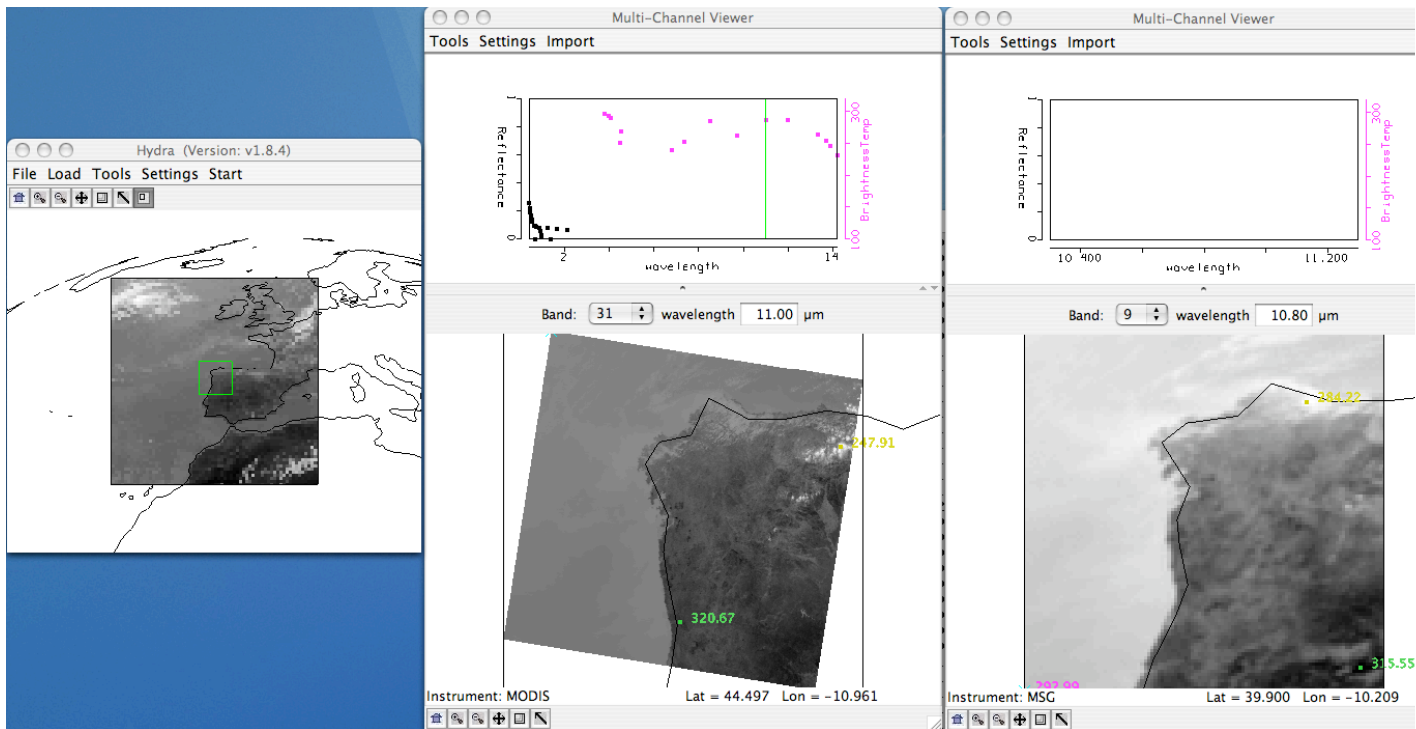 Hydra (Version: v1.8.4)
File Load Tools Settings Start
Multi-Channel Viewer
Tools Settings Import
1
Reflectance
0
300
BrightnessTemp
100
2
14
wavelength
Band: 31 wavelength 11.00 µm
247.91
320.67
Instrument: MODIS Lat = 44.497 Lon = -10.961
Multi-Channel Viewer
Tools Settings Import
1
Reflectance
0
300
BrightnessTemp
100
10.400
11.200
wavelength
Band: 9 wavelength 10.80 µm
284.22
315.55
292.99
Instrument: MSG Lat = 39.900 Lon = -10.209